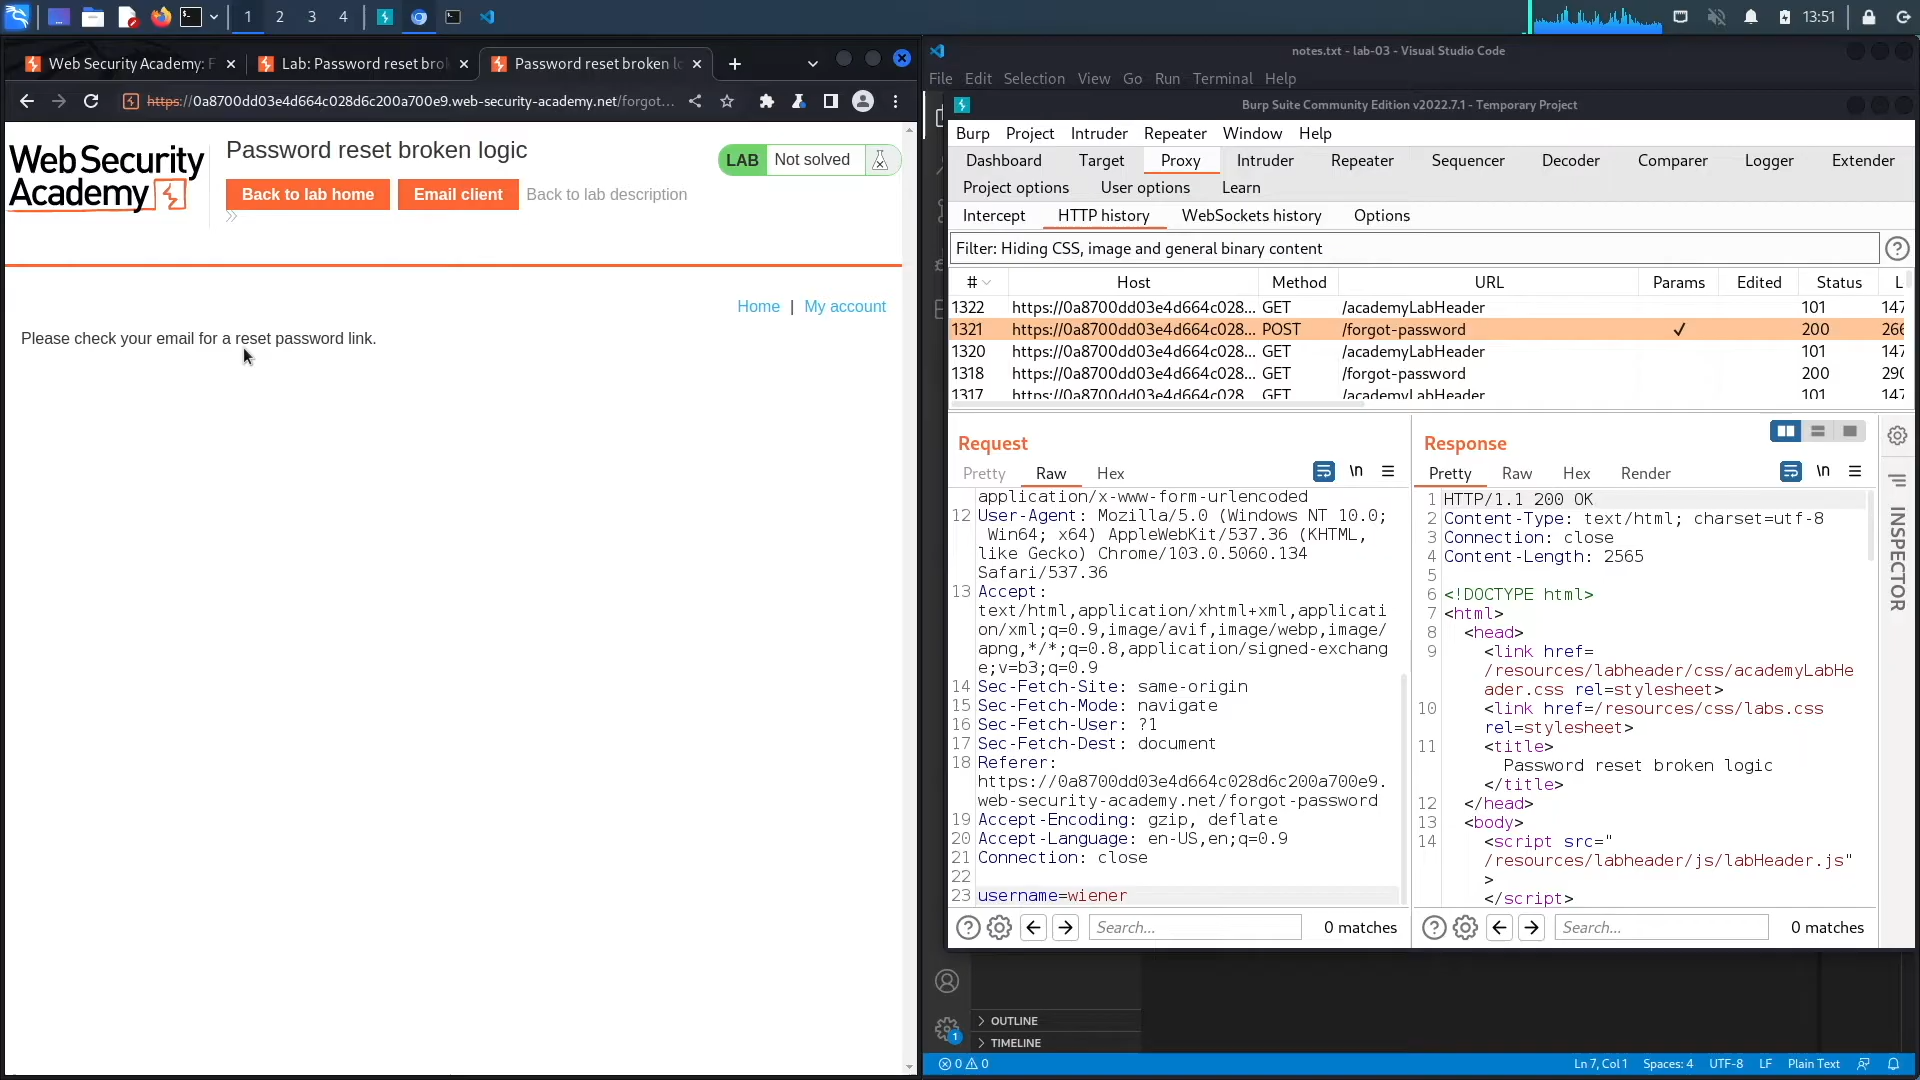 1 2 3 4
13:51
Web Security Academy: F
Lab: Password reset bro
Password reset broken lo
https://0a8700dd03e4d664c028d6c200a700e9.web-security-academy.net/forgot...
WebSecurity
Academy
Password reset broken logic
Back to lab home
Email client
Back to lab description
LAB Not solved
Home | My account
Please check your email for a reset password link.
notes.txt - lab-03 - Visual Studio Code
File Edit Selection View Go Run Terminal Help
Burp Suite Community Edition v2022.7.1 - Temporary Project
Burp Project Intruder Repeater Window Help
Dashboard Target Proxy Intruder Repeater Sequencer Decoder Comparer Logger Extender
Project options User options Learn
Intercept HTTP history WebSockets history Options
Filter: Hiding CSS, image and general binary content
# Host Method URL Params Edited Status L
1322 https://0a8700dd03e4d664c028... GET /academyLabHeader 101 147
1321 https://0a8700dd03e4d664c028... POST /forgot-password ✓ 200 266
1320 https://0a8700dd03e4d664c028... GET /academyLabHeader 101 147
1318 https://0a8700dd03e4d664c028... GET /forgot-password 200 290
1317 https://0a8700dd03e4d664c028... GET /academyLabHeader 101 147
Request
Pretty Raw Hex \n
application/x-www-form-urlencoded
12 User-Agent: Mozilla/5.0 (Windows NT 10.0;
Win64; x64) AppleWebKit/537.36 (KHTML,
like Gecko) Chrome/103.0.5060.134
Safari/537.36
13 Accept:
text/html,application/xhtml+xml,applicati
on/xml;q=0.9,image/avif,image/webp,image/
apng,*/*;q=0.8,application/signed-exchang
e;v=b3;q=0.9
14 Sec-Fetch-Site: same-origin
15 Sec-Fetch-Mode: navigate
16 Sec-Fetch-User: ?1
17 Sec-Fetch-Dest: document
18 Referer:
https://0a8700dd03e4d664c028d6c200a700e9.
web-security-academy.net/forgot-password
19 Accept-Encoding: gzip, deflate
20 Accept-Language: en-US,en;q=0.9
21 Connection: close
22
23 username=wiener
Search... 0 matches
Response
Pretty Raw Hex Render \n
1 HTTP/1.1 200 OK
2 Content-Type: text/html; charset=utf-8
3 Connection: close
4 Content-Length: 2565
5
6 <!DOCTYPE html>
7 <html>
8 <head>
9 <link href=
/resources/labheader/css/academyLabHe
ader.css rel=stylesheet>
10 <link href=/resources/css/labs.css
rel=stylesheet>
11 <title>
Password reset broken logic
</title>
12 </head>
13 <body>
14 <script src="
/resources/labheader/js/labHeader.js"
>
</script>
Search... 0 matches
INSPECTOR
OUTLINE
TIMELINE
1
0 0
Ln 7, Col 1 Spaces: 4 UTF-8 LF Plain Text